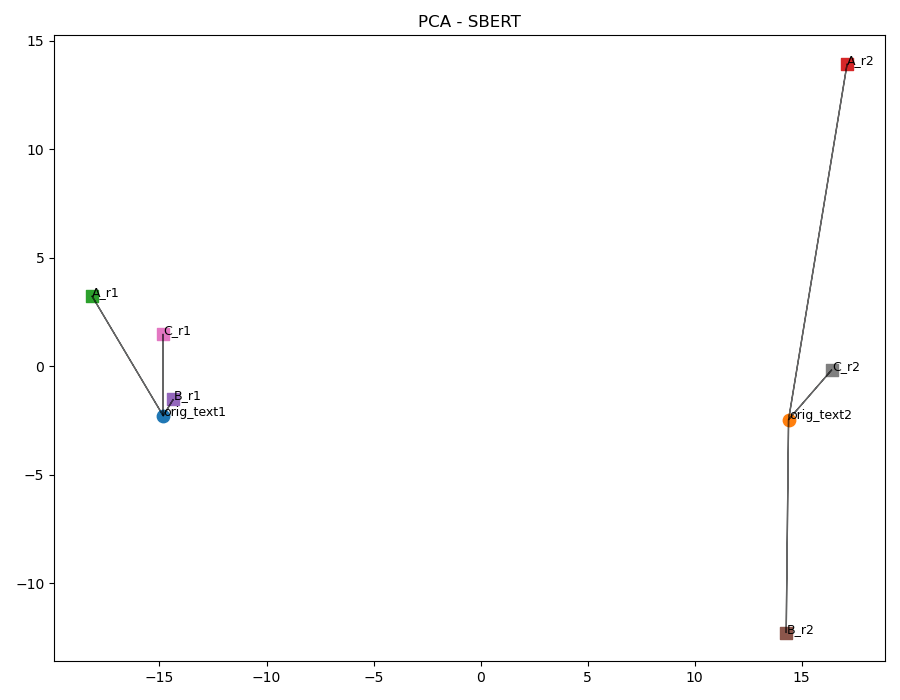 PCA - SBERT
15
A_r2
10
5
A_r1
C_r1
0
C_r2
B_r1
orig_text1
orig_text2
−5
−10
B_r2
−15 −10 −5 0 5 10 15